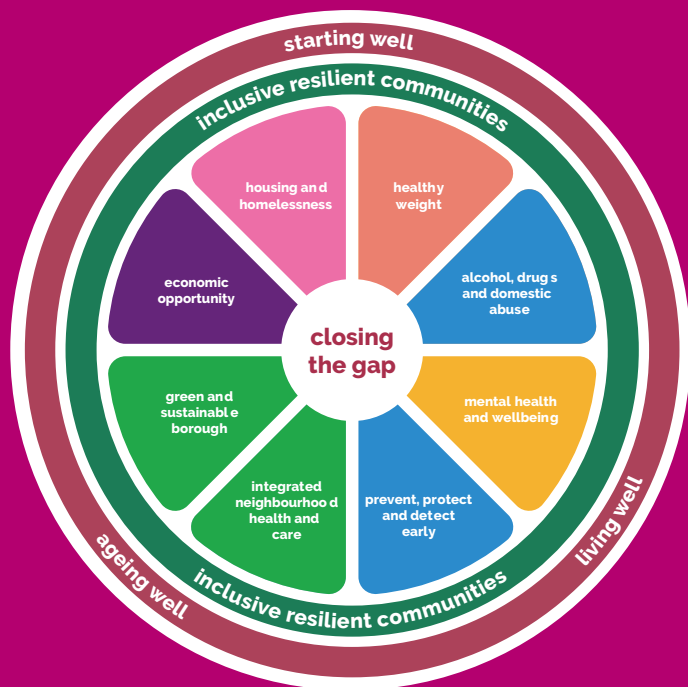 starting well
inclusive resilient communities
housing and
homelessness
healthy
weight
economic
opportunity
alcohol, drugs
and domestic
abuse
closing
the gap
green and
sustainable
borough
mental health
and wellbeing
integrated
neighbourhood
health and
care
prevent, protect
and detect
early
living well
ageing well
inclusive resilient communities